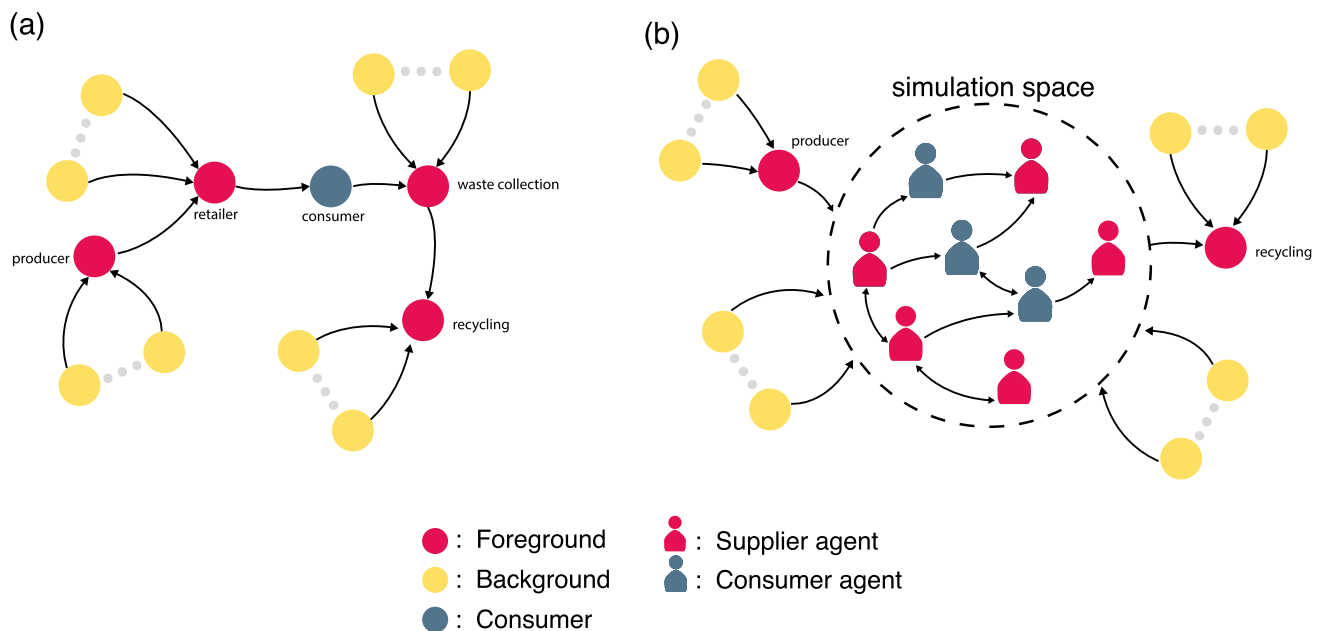 (a)
retailer
consumer
waste collection
producer
recycling
(b)
simulation space
producer
recycling
: Foreground
: Background
: Consumer
: Supplier agent
: Consumer agent